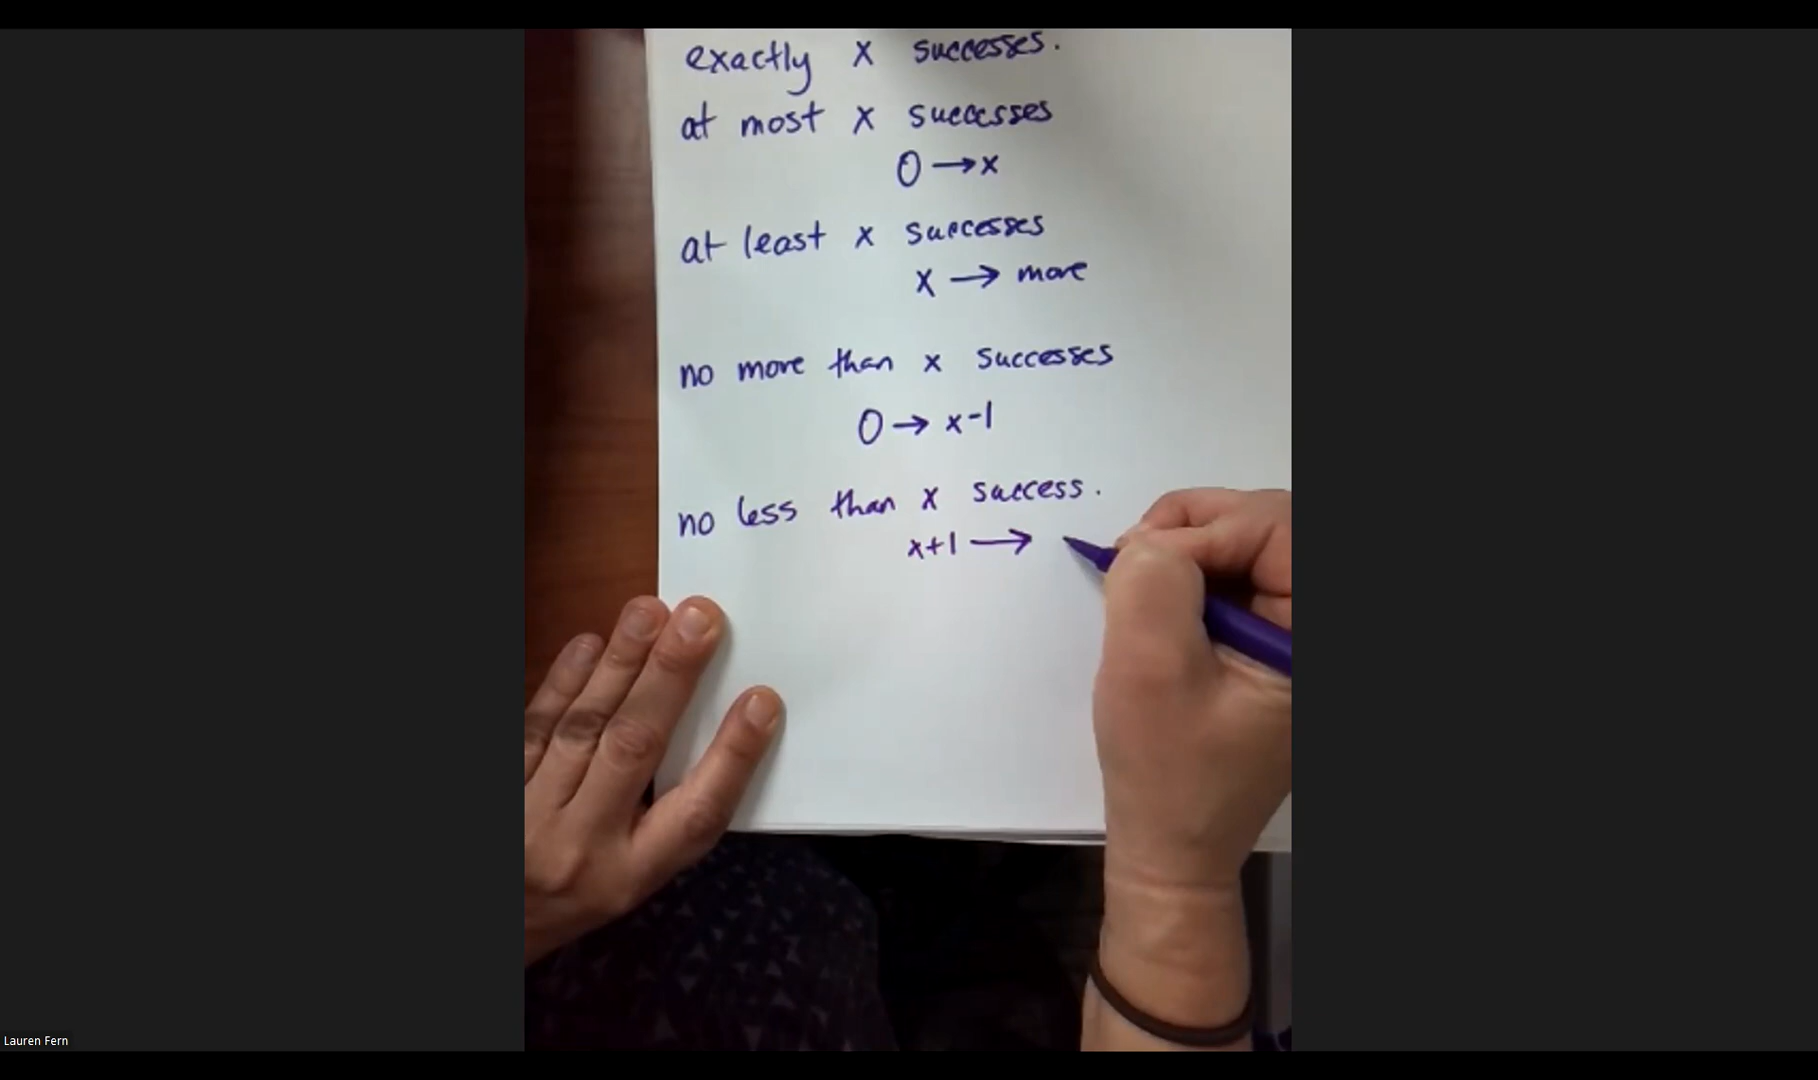 exactly x successes.
at most x successes
0 → x
at least x successes
x → more
no more than x successes
0 → x-1
no less than x success.
x+1 →
Lauren Fern